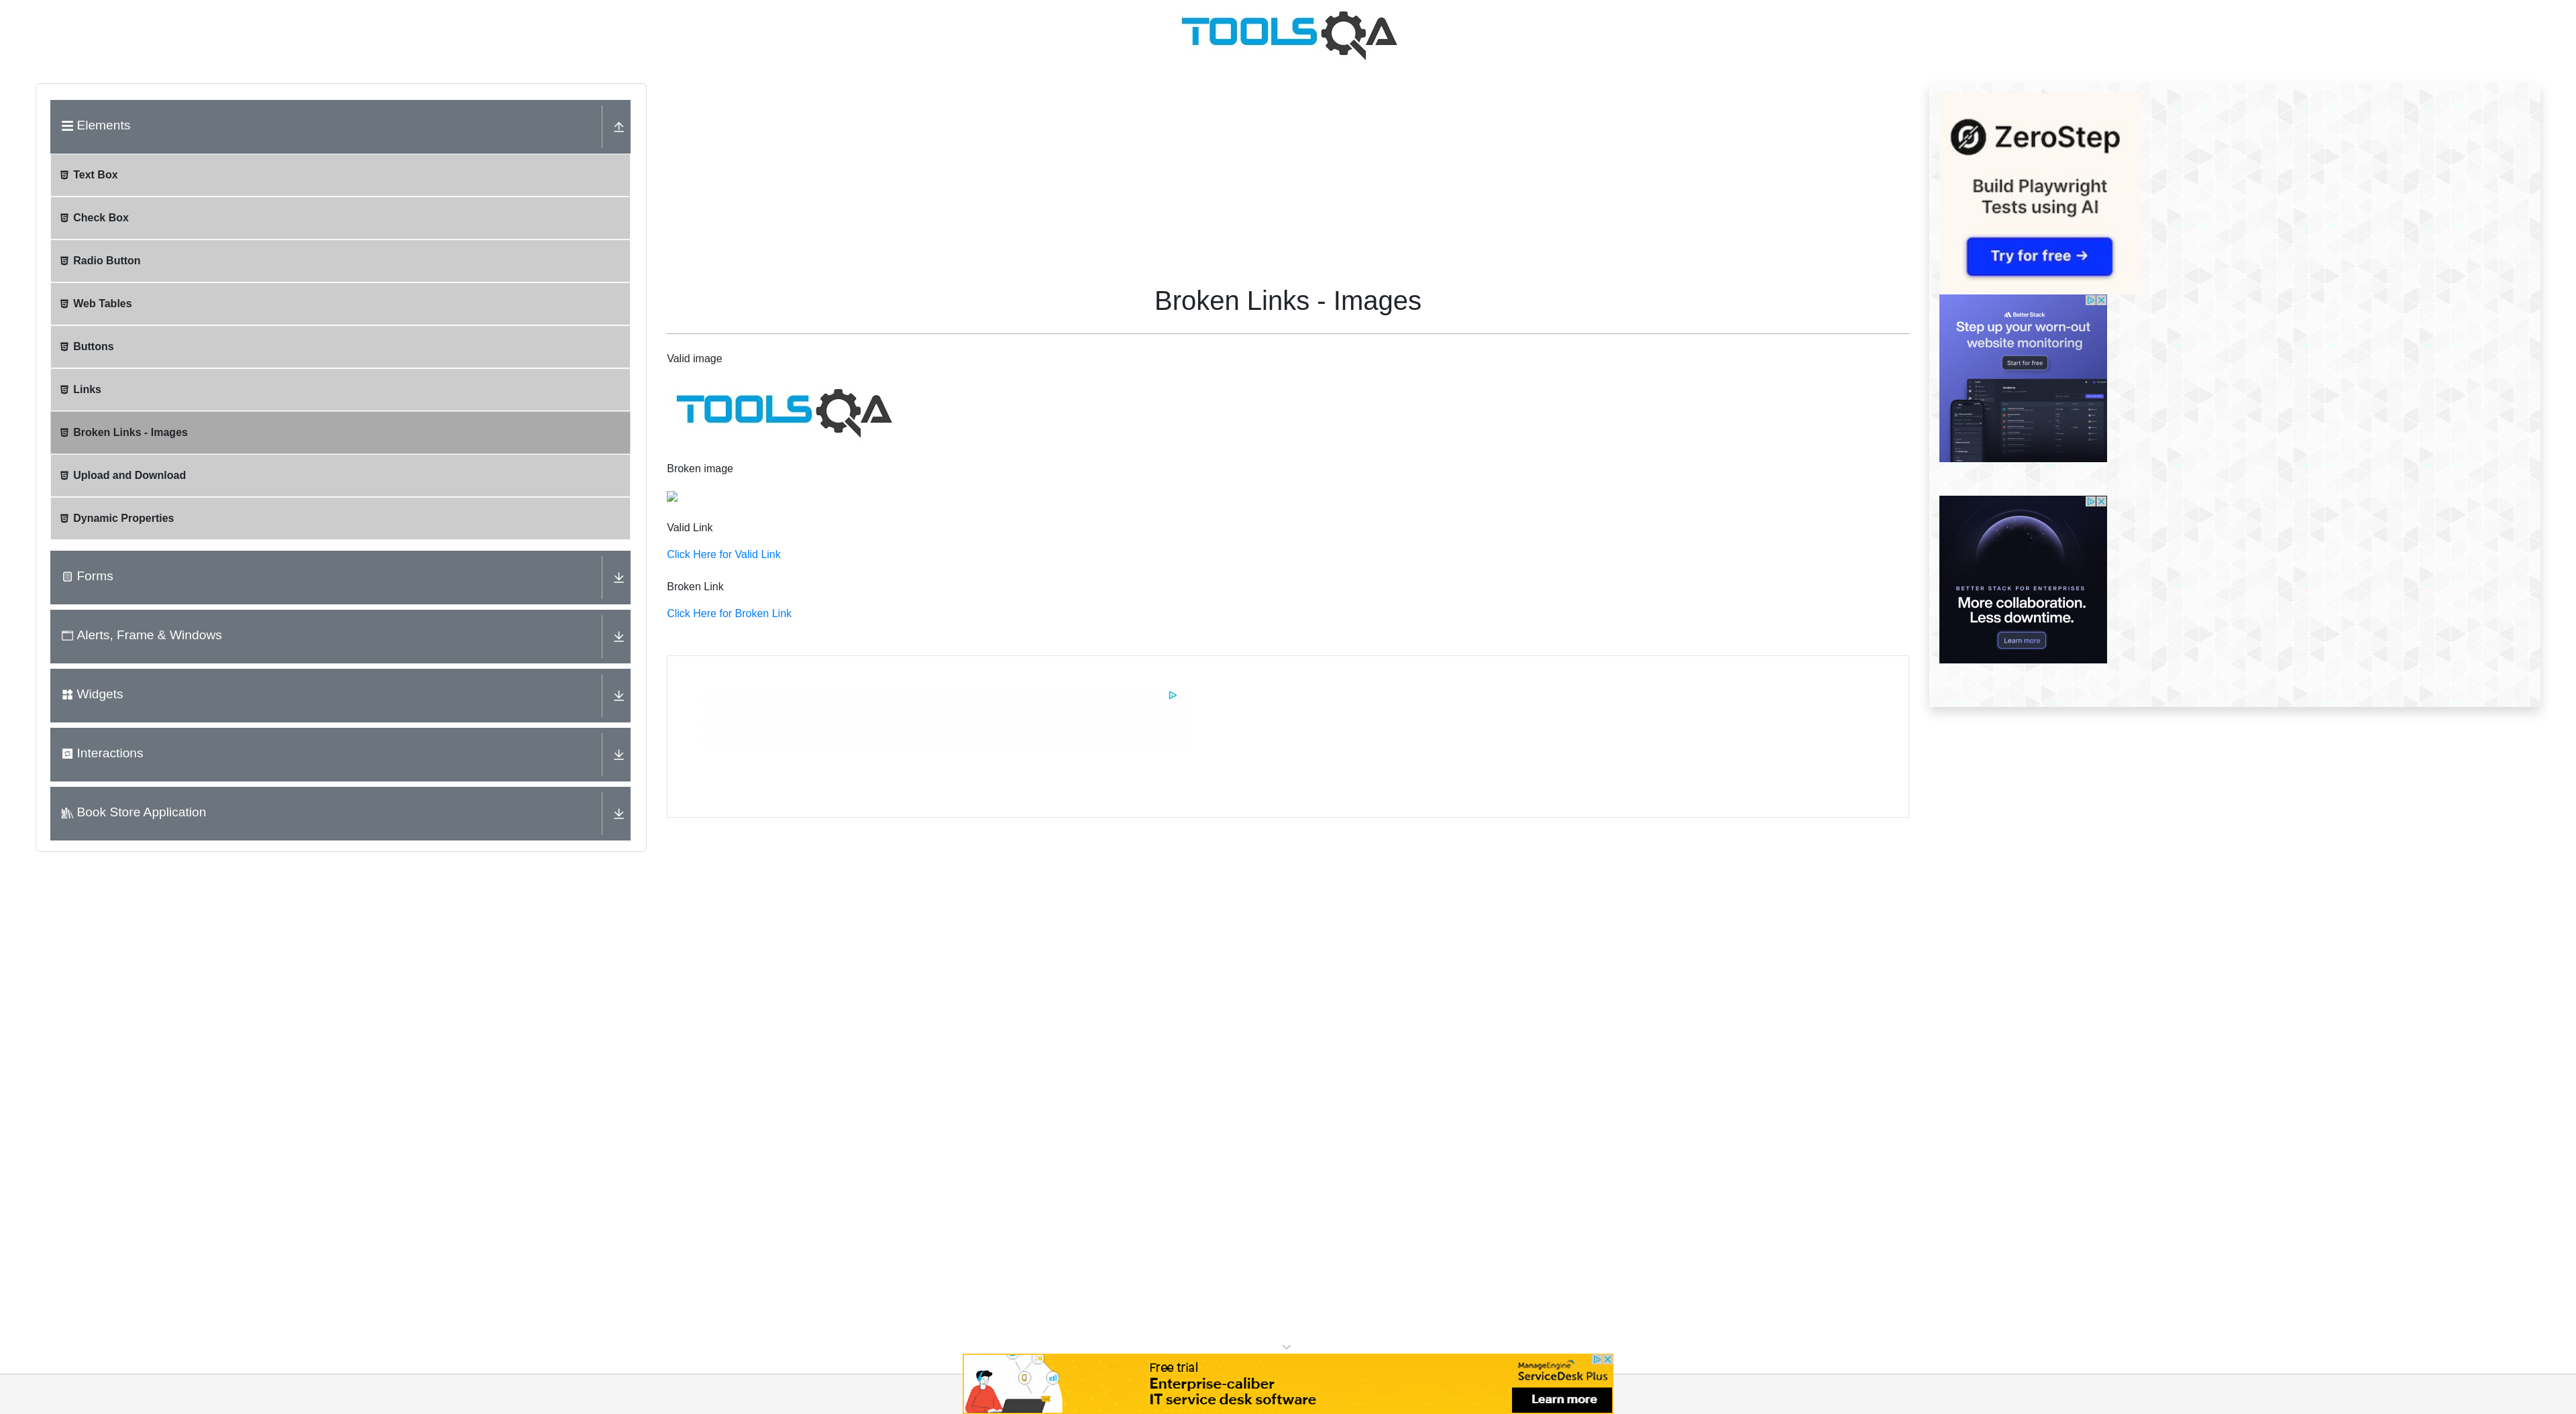 TOOLSQA
Elements
Text Box
Check Box
Radio Button
Web Tables
Buttons
Links
Broken Links - Images
Upload and Download
Dynamic Properties
Forms
Alerts, Frame & Windows
Widgets
Interactions
Book Store Application
Broken Links - Images
Valid image
TOOLSQA
Broken image
Valid Link
Click Here for Valid Link
Broken Link
Click Here for Broken Link
ZeroStep
Build Playwright
Tests using AI
Try for free →
Better Stack
Step up your worn-out
website monitoring
Start for free
BETTER STACK FOR ENTERPRISES
More collaboration.
Less downtime.
Learn more
Free trial
Enterprise-caliber
IT service desk software
ManageEngine
ServiceDesk Plus
Learn more